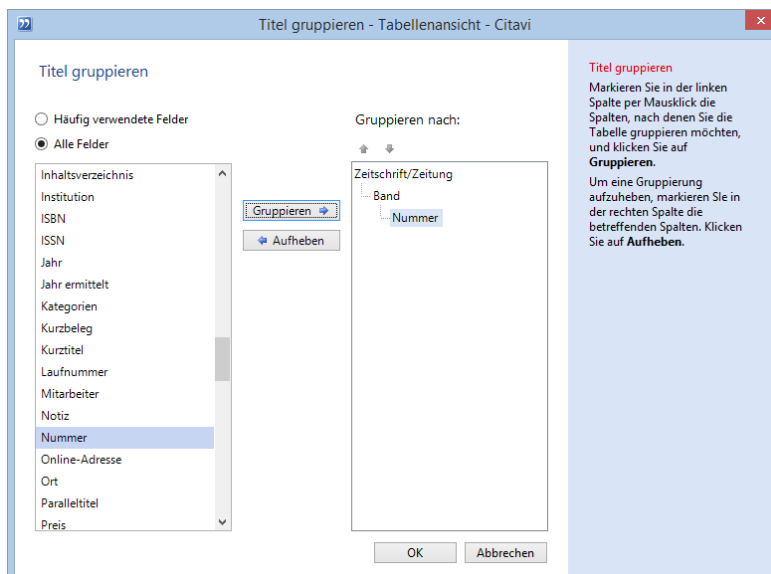 Titel gruppieren - Tabellenansicht - Citavi
Titel gruppieren
Häufig verwendete Felder
Alle Felder
Inhaltsverzeichnis
Institution
ISBN
ISSN
Jahr
Jahr ermittelt
Kategorien
Kurzbeleg
Kurztitel
Laufnummer
Mitarbeiter
Notiz
Nummer
Online-Adresse
Ort
Paralleltitel
Preis
Gruppieren
Aufheben
Gruppieren nach:
Zeitschrift/Zeitung
Band
Nummer
OK
Abbrechen
Titel gruppieren
Markieren Sie in der linken
Spalte per Mausklick die
Spalten, nach denen Sie die
Tabelle gruppieren möchten,
und klicken Sie auf
Gruppieren.
Um eine Gruppierung
aufzuheben, markieren SIe in
der rechten Spalte die
betreffenden Spalten. Klicken
Sie auf Aufheben.